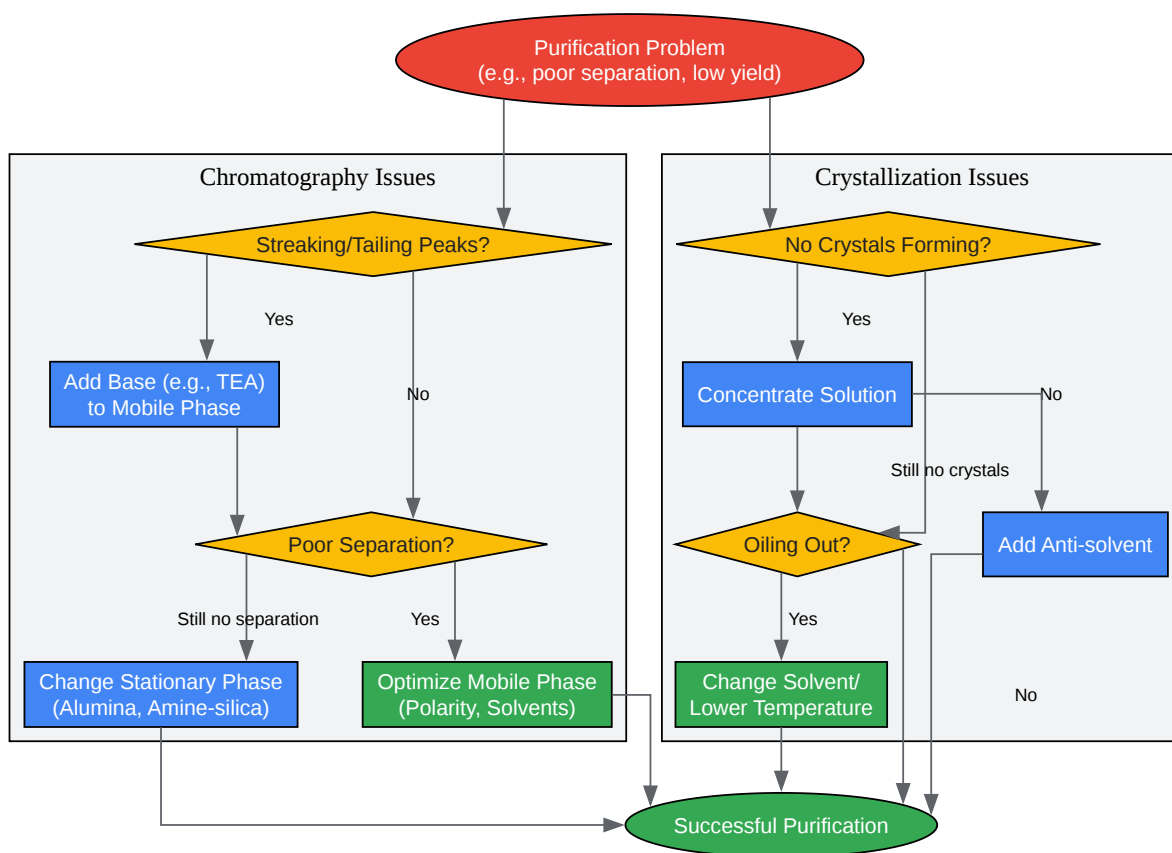 Purification Problem
(e.g., poor separation, low yield)
Chromatography Issues
Crystallization Issues
Streaking/Tailing Peaks?
No Crystals Forming?
Yes
Yes
Add Base (e.g., TEA)
to Mobile Phase
No
Concentrate Solution
No
Still no crystals
Poor Separation?
Oiling Out?
Add Anti-solvent
Still no separation
Yes
Yes
Change Stationary Phase
(Alumina, Amine-silica)
Optimize Mobile Phase
(Polarity, Solvents)
Change Solvent/
Lower Temperature
No
Successful Purification